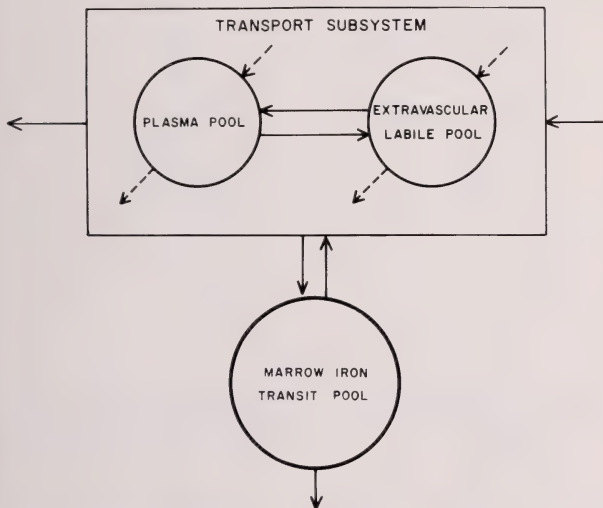 TRANSPORT SUBSYSTEM
PLASMA POOL
EXTRAVASCULAR
LABILE POOL
MARROW IRON
TRANSIT POOL